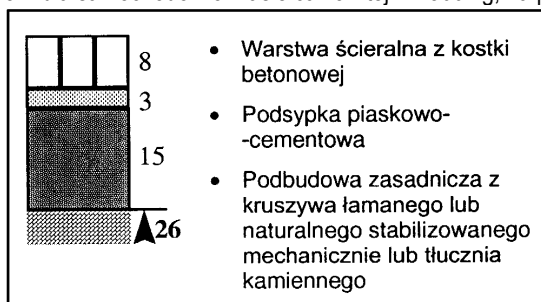 8
3
15
26
• Warstwa ścieralna z kostki
betonowej
• Podsypka piaskowo-
-cementowa
• Podbudowa zasadnicza z
kruszywa łamanego lub
naturalnego stabilizowanego
mechanicznie lub tłucznia
kamiennego